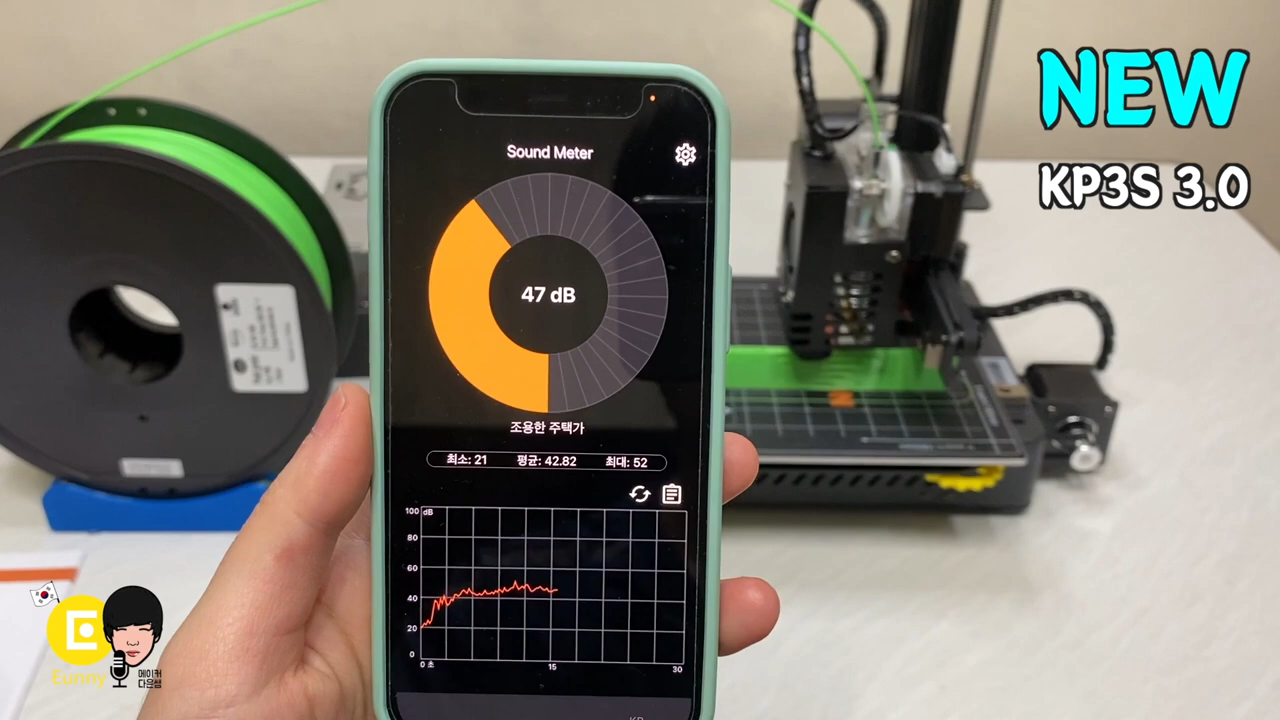 NEW
KP3S 3.0
Sound Meter
47 dB
조용한 주택가
최소: 21 평균: 42.82 최대: 52
100 dB
80
60
40
20
0
0 초 15 30
E
Eunny
메이커
다은쌤